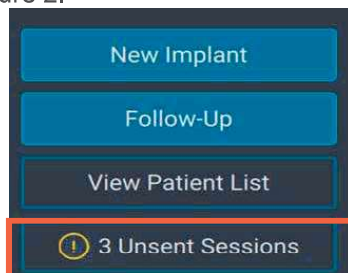 New Implant
Follow-Up
View Patient List
3 Unsent Sessions